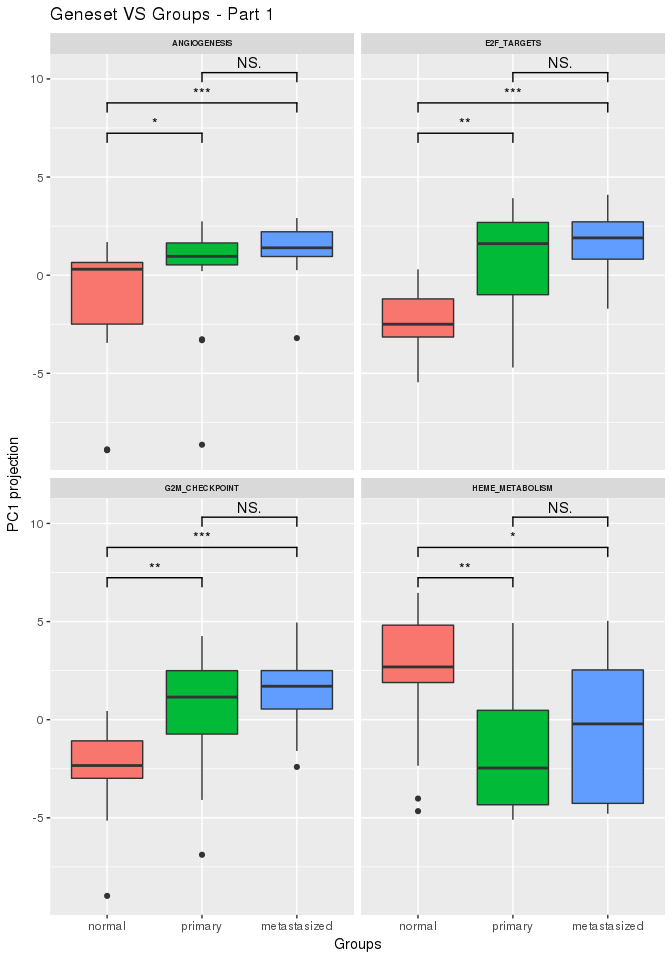 Geneset VS Groups - Part 1
ANGIOGENESIS
E2F_TARGETS
NS.
***
*
NS.
***
**
10
5
0
-5
PC1 projection
G2M_CHECKPOINT
HEME_METABOLISM
NS.
***
**
NS.
*
**
10
5
0
-5
normal primary metastasized
normal primary metastasized
Groups